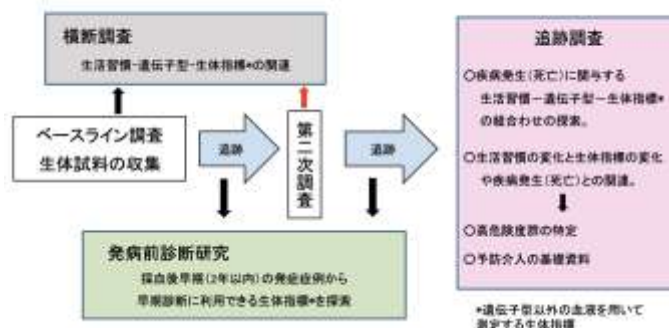 横断調査
生活習慣-遺伝子型-生体指標*の関連
ベースライン調査
生体試料の収集
追跡
第二次調査
追跡
発病前診断研究
採血後早期(2年以内)の発症症例から
早期診断に利用できる生体指標*を探索
追跡調査
○疾病発生(死亡)に関与する
生活習慣-遺伝子型-生体指標*
の組合わせの探索。
○生活習慣の変化と生体指標の変化
や疾病発生(死亡)との関連。
○高危険度群の特定
○予防介入の基礎資料
*遺伝子型以外の血液を用いて
測定する生体指標